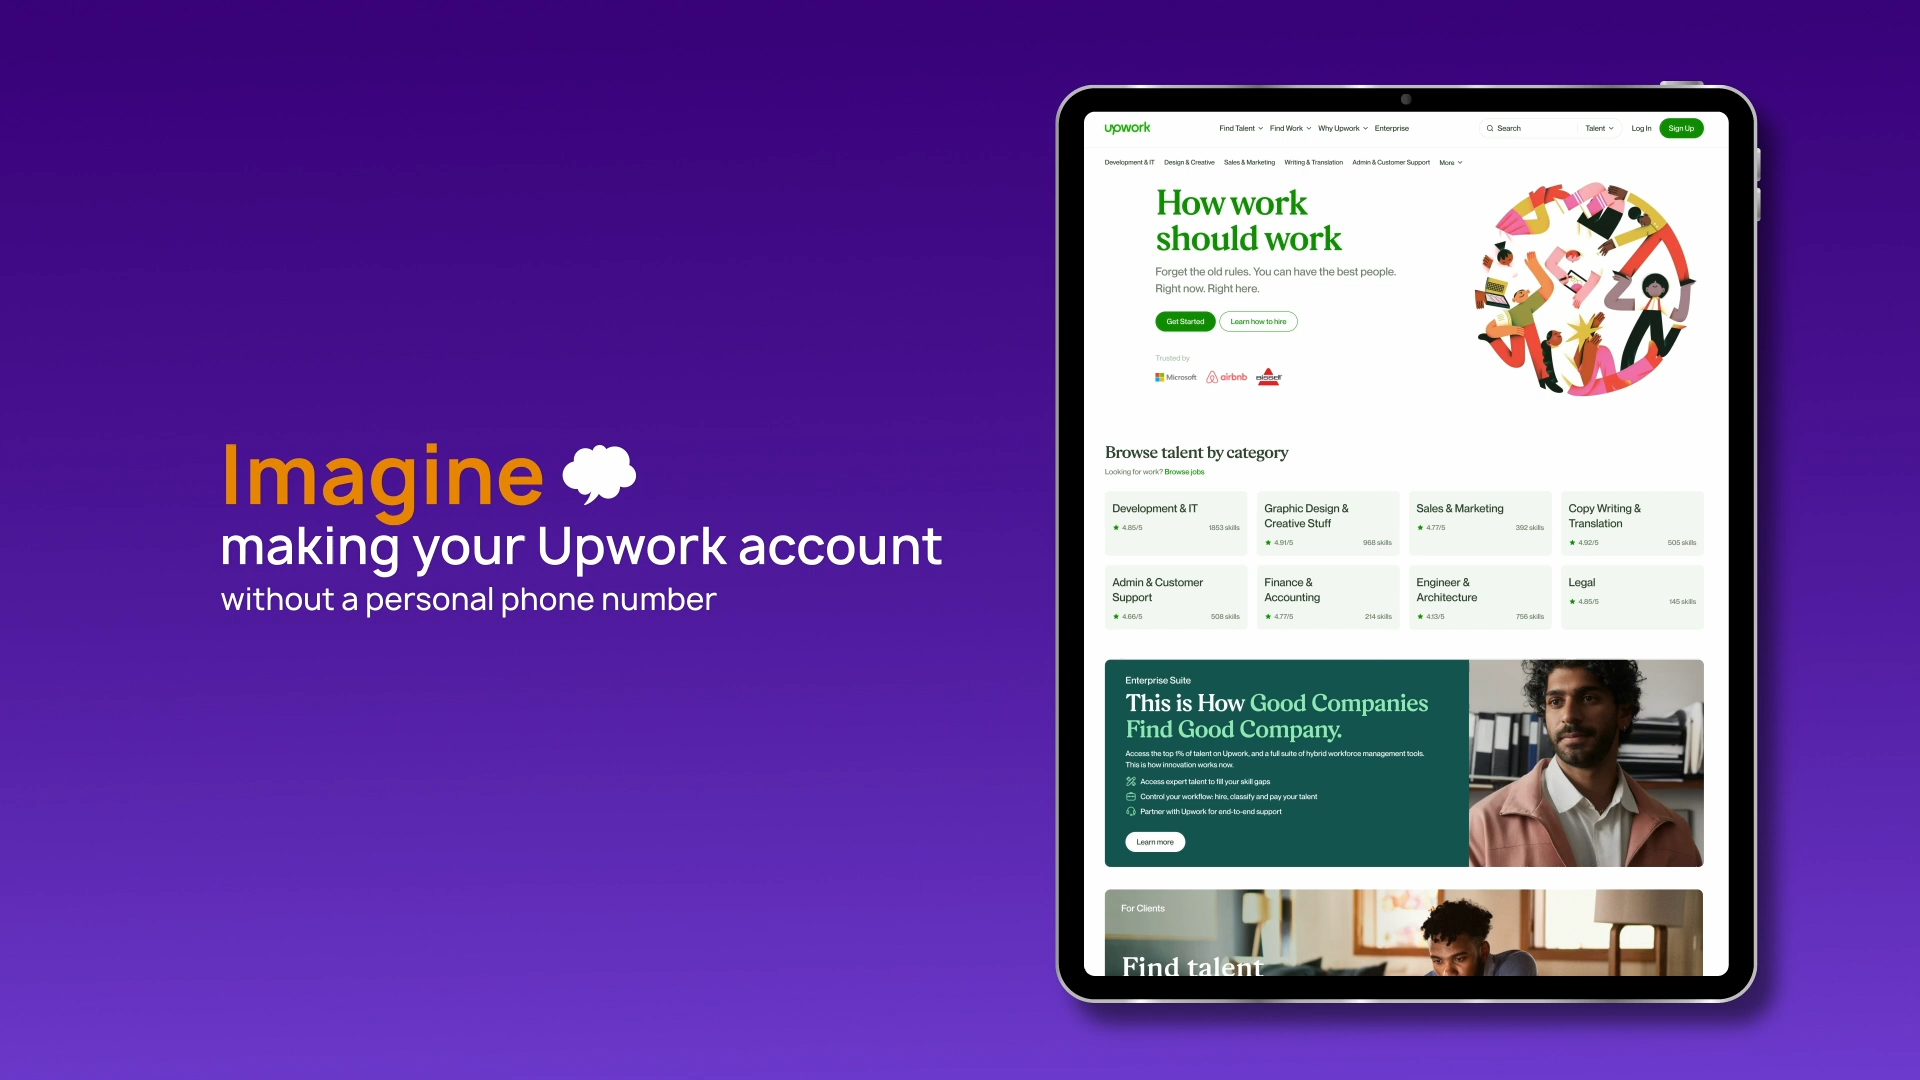 Imagine
making your Upwork account
without a personal phone number
upwork
Find Talent Find Work Why Upwork Enterprise
Search Talent Log In Sign Up
Development & IT Design & Creative Sales & Marketing Writing & Translation Admin & Customer Support More
How work
should work
Forget the old rules. You can have the best people.
Right now. Right here.
Get Started Learn how to hire
Trusted by
Microsoft airbnb BISSELL
Browse talent by category
Looking for work? Browse jobs
Development & IT
4.85/5 1853 skills
Graphic Design &
Creative Stuff
4.91/5 968 skills
Sales & Marketing
4.77/5 392 skills
Copy Writing &
Translation
4.92/5 505 skills
Admin & Customer
Support
4.66/5 508 skills
Finance &
Accounting
4.77/5 214 skills
Engineer &
Architecture
4.13/5 756 skills
Legal
4.85/5 145 skills
Enterprise Suite
This is How Good Companies
Find Good Company.
Access the top 1% of talent on Upwork, and a full suite of hybrid workforce management tools.
This is how innovation works now.
Access expert talent to fill your skill gaps
Control your workflow: hire, classify and pay your talent
Partner with Upwork for end-to-end support
Learn more
For Clients
Find talent